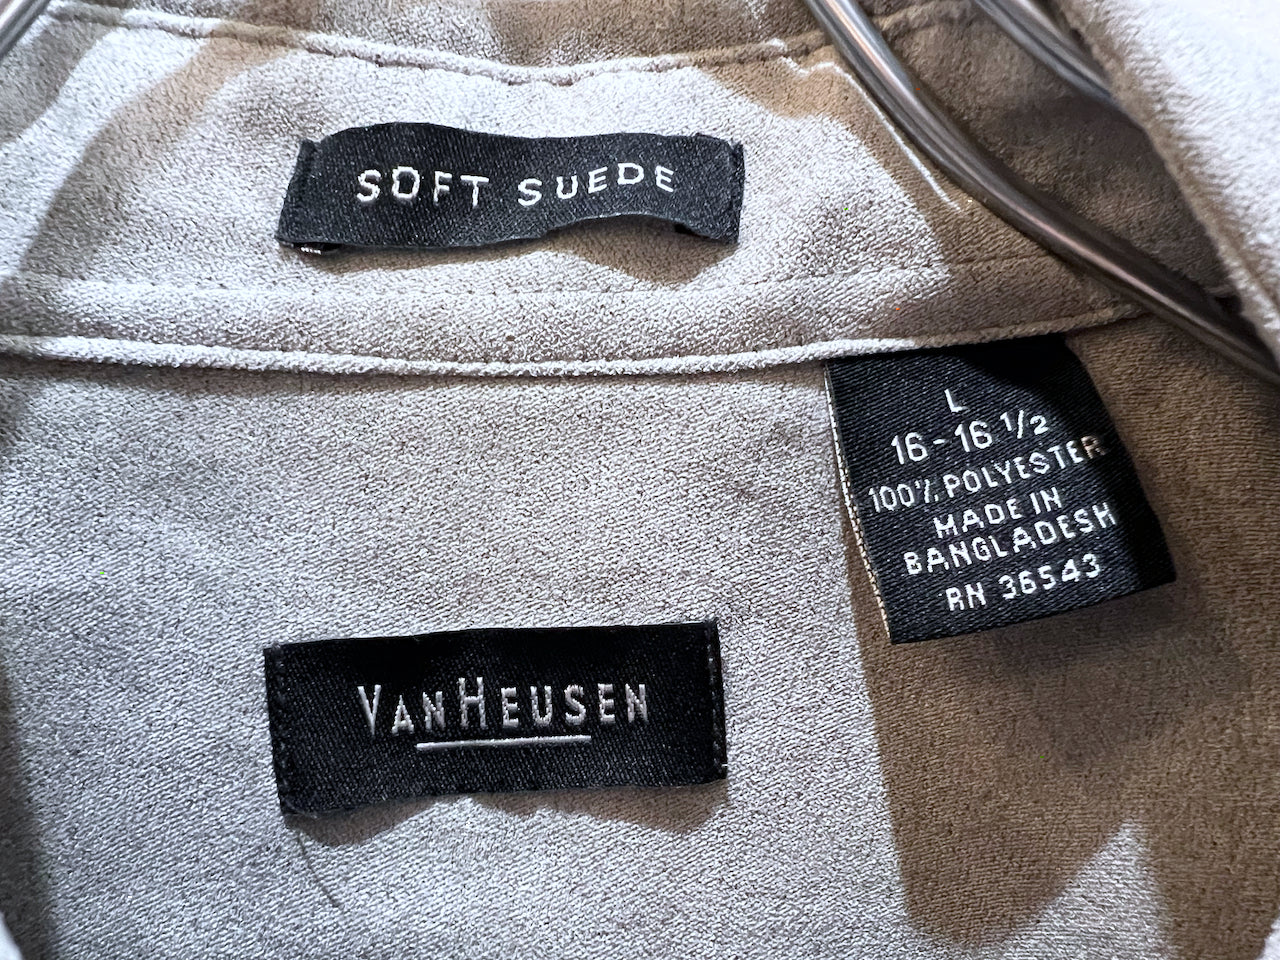 SOFT SUEDE
L
16-16 1/2
100% POLYESTER
MADE IN
BANGLADESH
RN 36543
VANHEUSEN